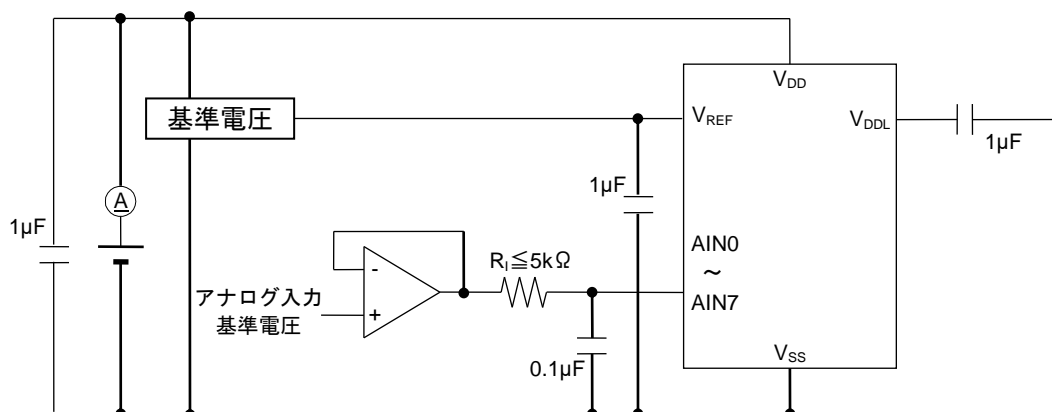 VDD
基準電圧
VREF
VDDL
1µF
A
1µF
1µF
AIN0
~
AIN7
RI≦5kΩ
-
+
アナログ入力
基準電圧
0.1µF
VSS